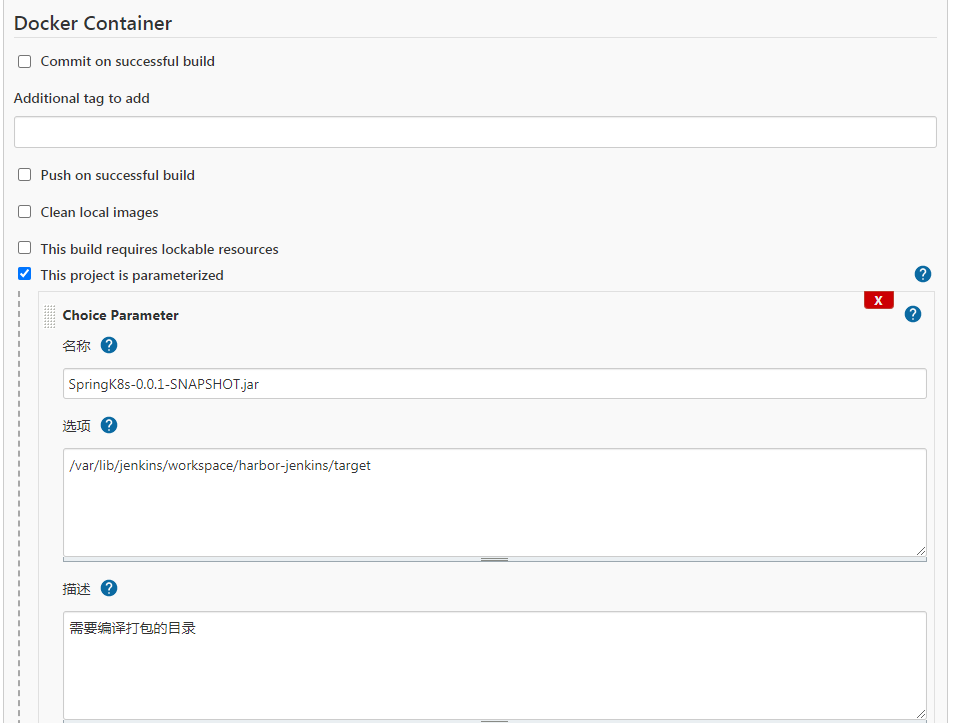 Docker Container
Commit on successful build
Additional tag to add
Push on successful build
Clean local images
This build requires lockable resources
This project is parameterized
?
X
Choice Parameter
?
名称 ?
SpringK8s-0.0.1-SNAPSHOT.jar
选项 ?
/var/lib/jenkins/workspace/harbor-jenkins/target
描述 ?
需要编译打包的目录